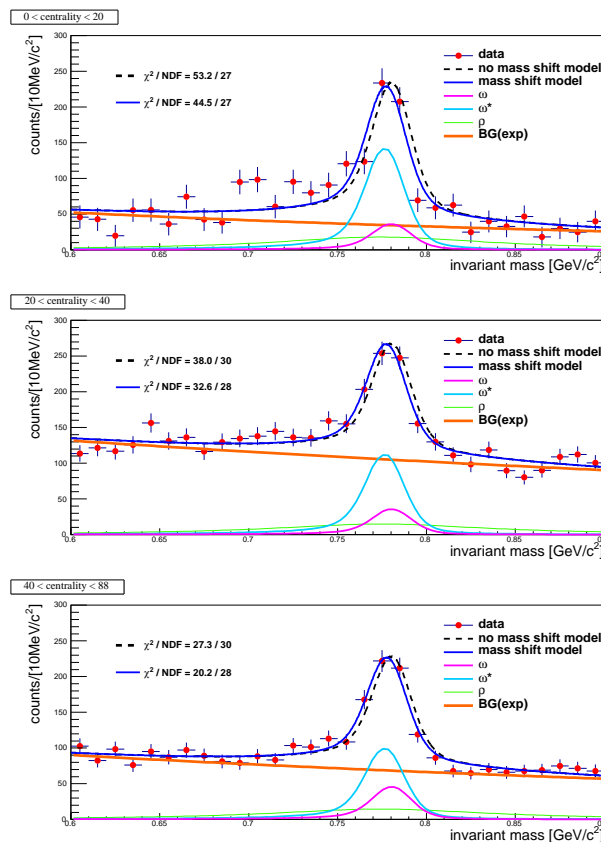 0 < centrality < 20
counts/[10MeV/c²]
300
250
200
150
100
50
0
χ² / NDF = 53.2 / 27
χ² / NDF = 44.5 / 27
data
no mass shift model
mass shift model
ω
ω*
ρ
BG(exp)
0.6 0.65 0.7 0.75 0.8 0.85 0.9
invariant mass [GeV/c²]
20 < centrality < 40
counts/[10MeV/c²]
300
250
200
150
100
50
0
χ² / NDF = 38.0 / 30
χ² / NDF = 32.6 / 28
data
no mass shift model
mass shift model
ω
ω*
ρ
BG(exp)
0.6 0.65 0.7 0.75 0.8 0.85
invariant mass [GeV/c²]
40 < centrality < 88
counts/[10MeV/c²]
300
250
200
150
100
50
0
χ² / NDF = 27.3 / 30
χ² / NDF = 20.2 / 28
data
no mass shift model
mass shift model
ω
ω*
ρ
BG(exp)
0.6 0.65 0.7 0.75 0.8 0.85
invariant mass [GeV/c²]